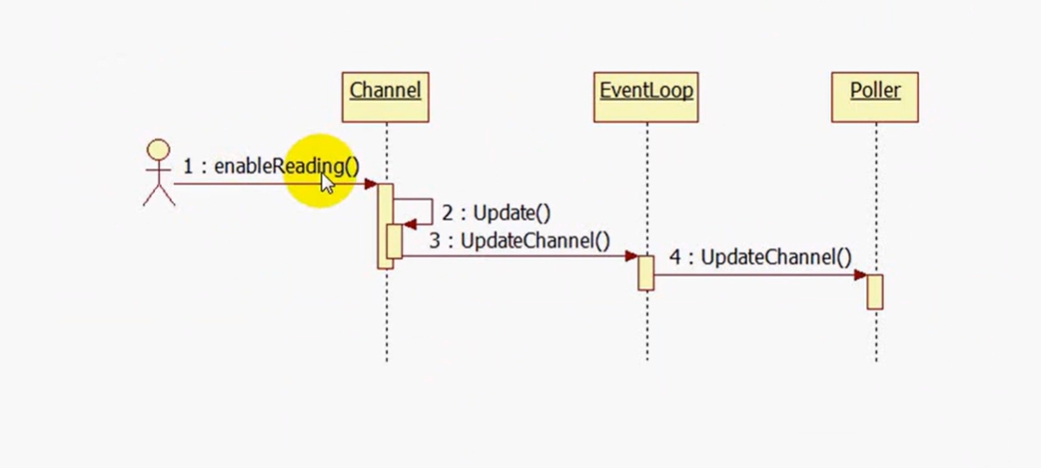 Channel
EventLoop
Poller
1 : enableReading()
2 : Update()
3 : UpdateChannel()
4 : UpdateChannel()